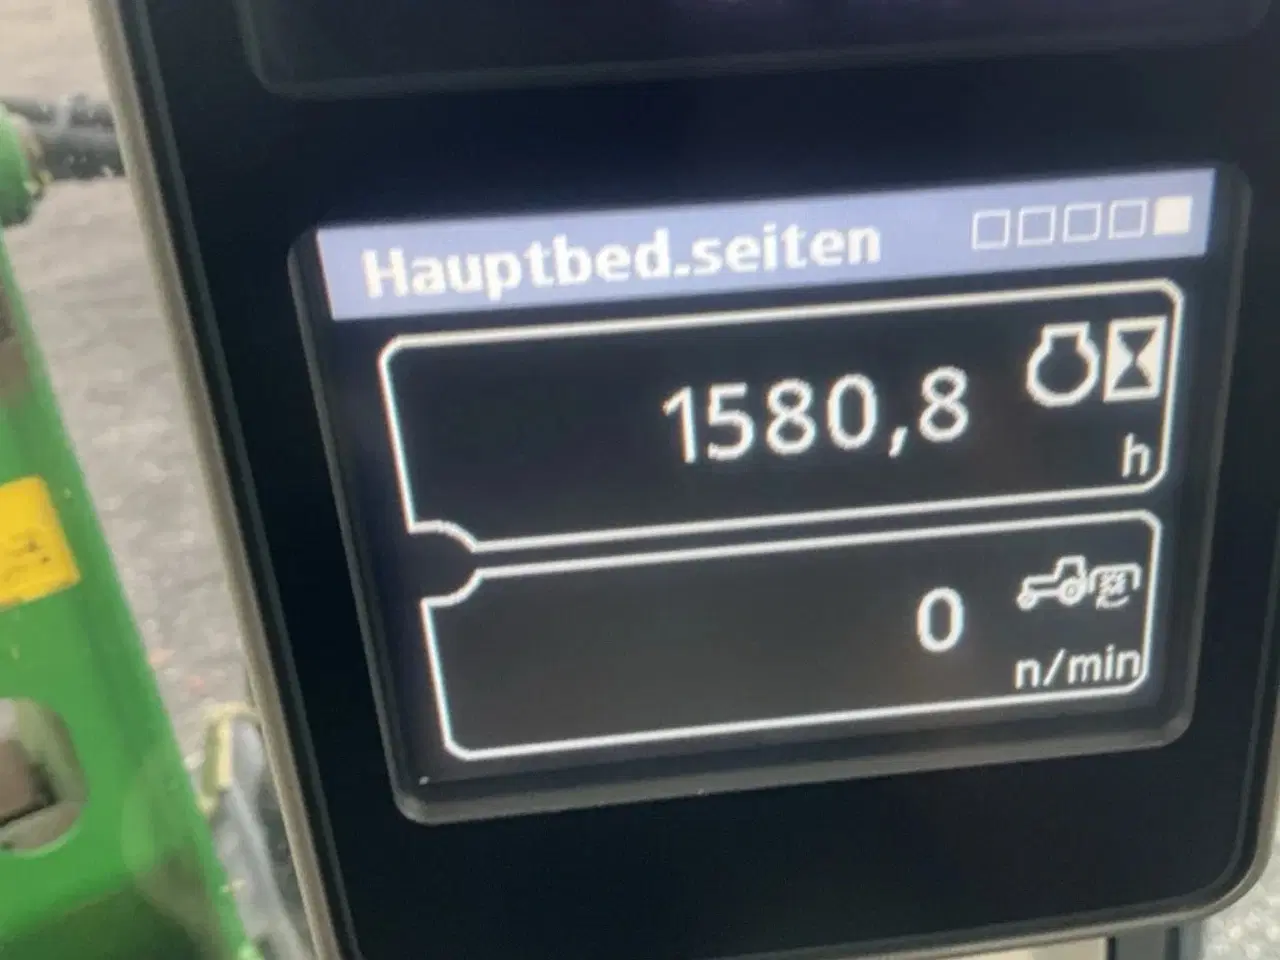 Hauptbed.seiten
1580,8
h
0
n/min